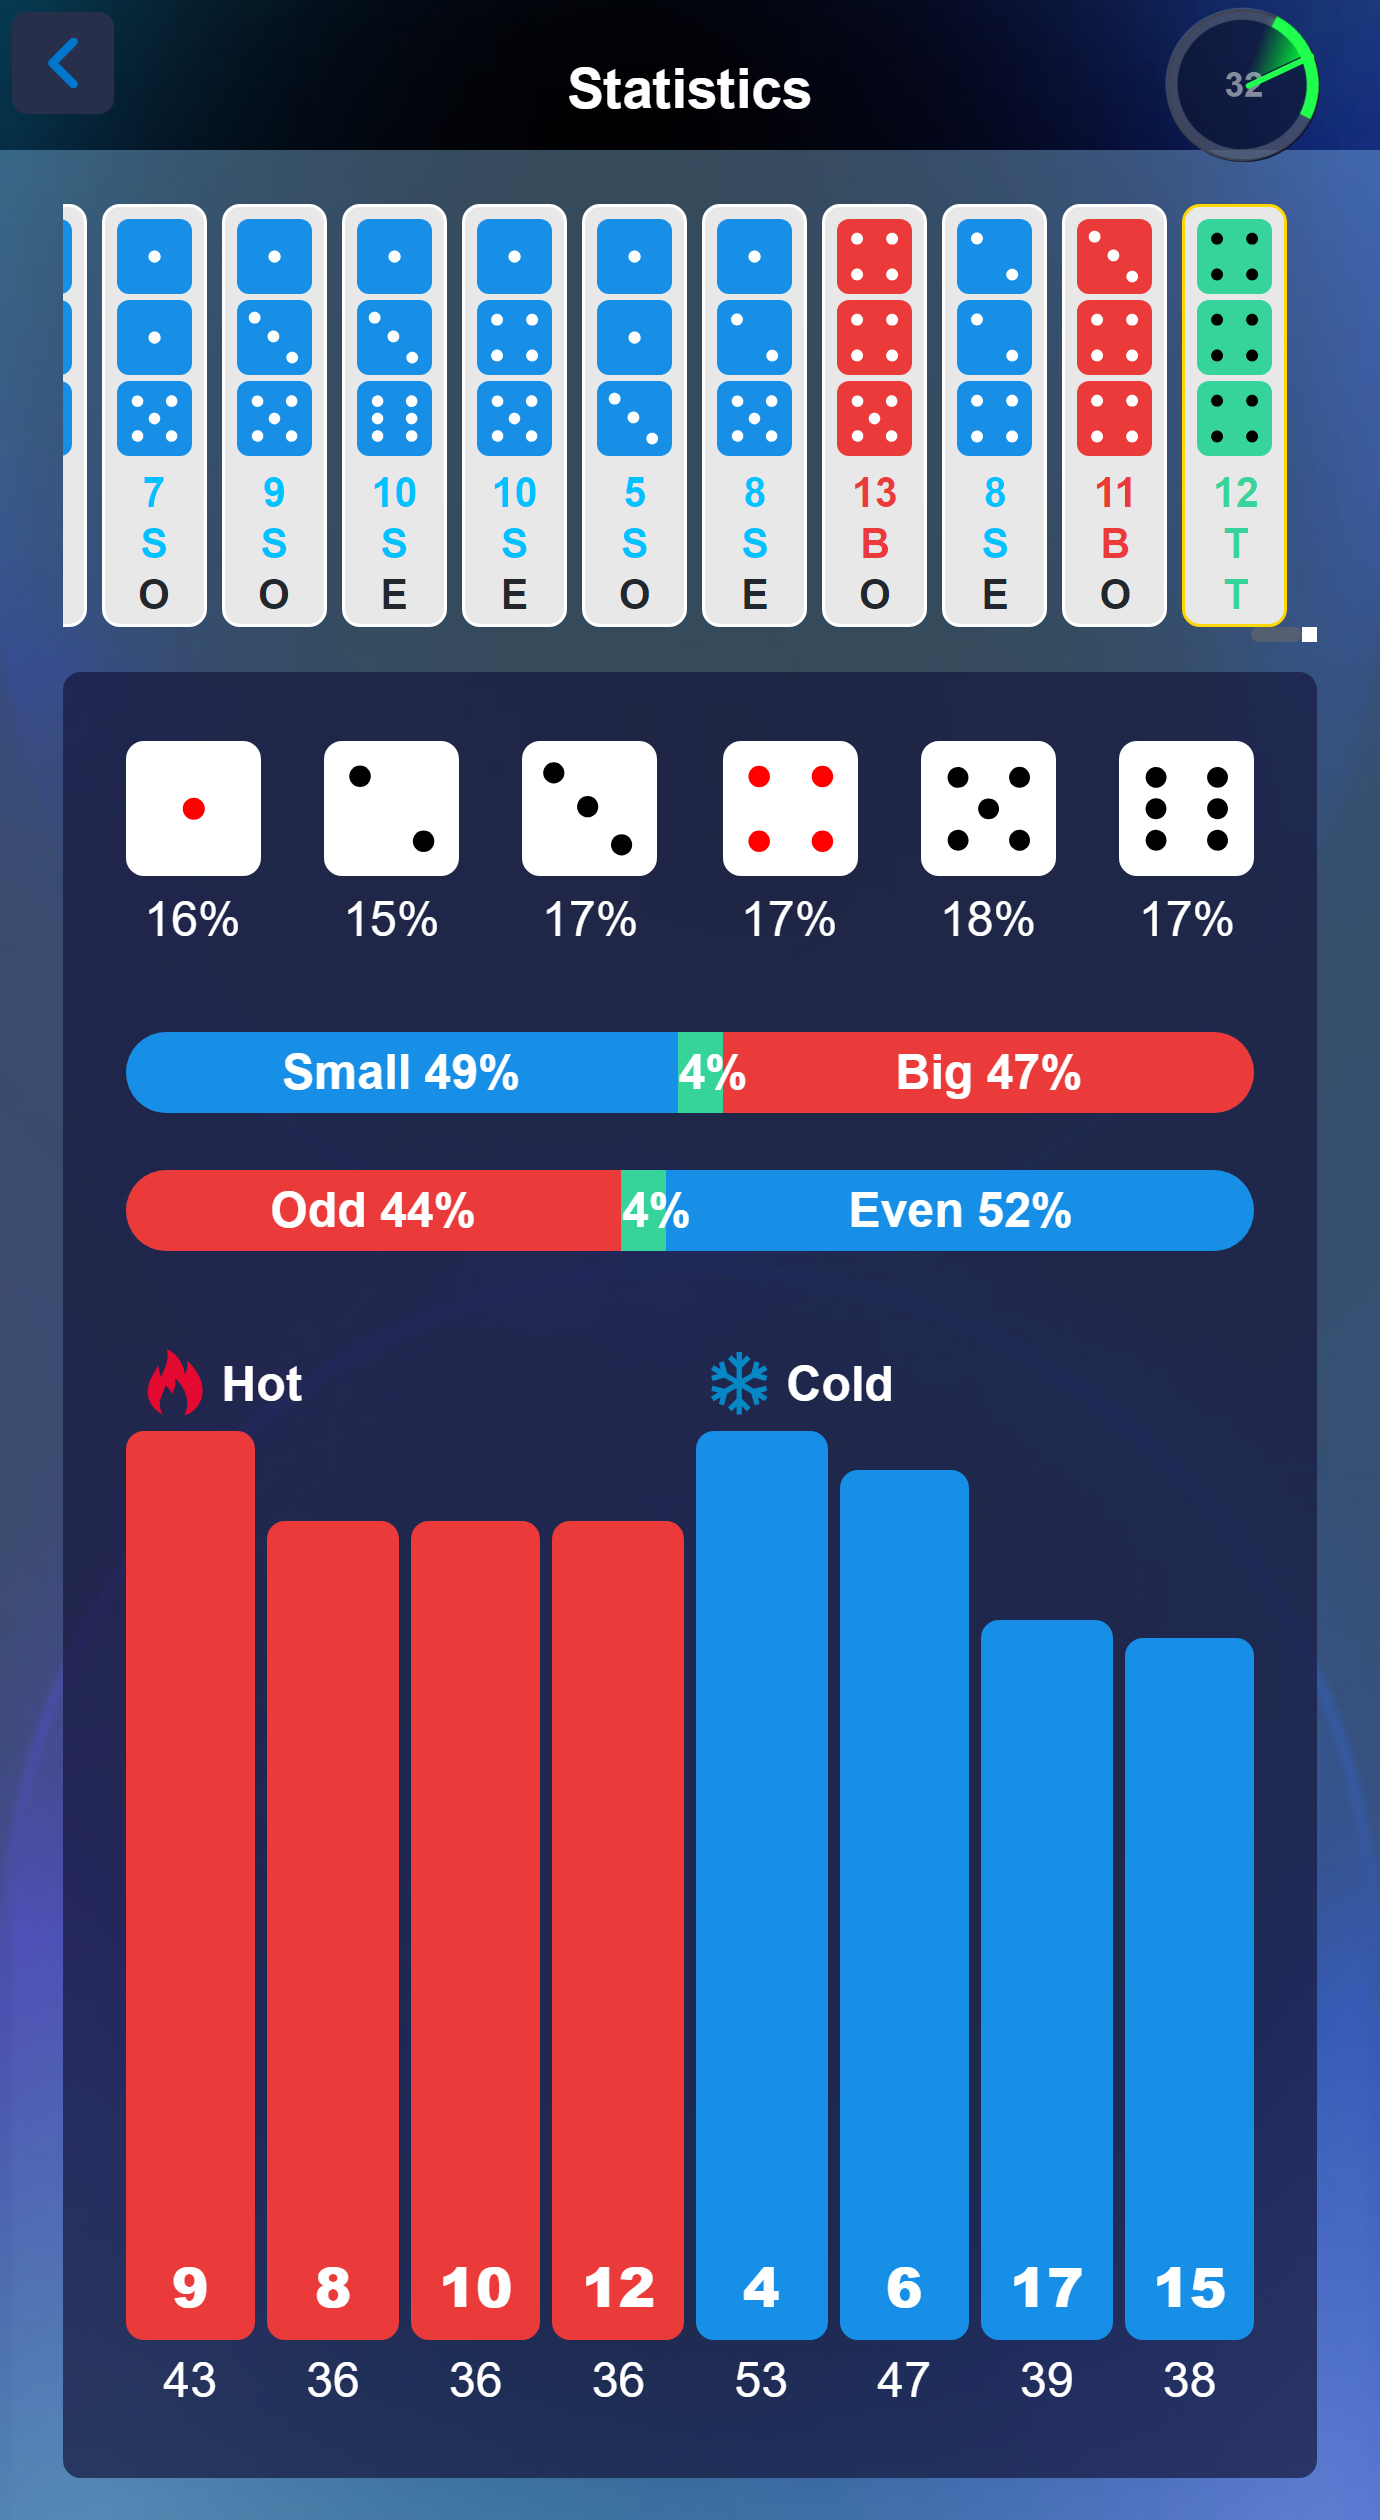 Statistics
32
7 9 10 10 5 8 13 8 11 12
S S S S S S B S B T
O O E E O E O E O T
16% 15% 17% 17% 18% 17%
Small 49% 4% Big 47%
Odd 44% 4% Even 52%
Hot Cold
9 8 10 12 4 6 17 15
43 36 36 36 53 47 39 38